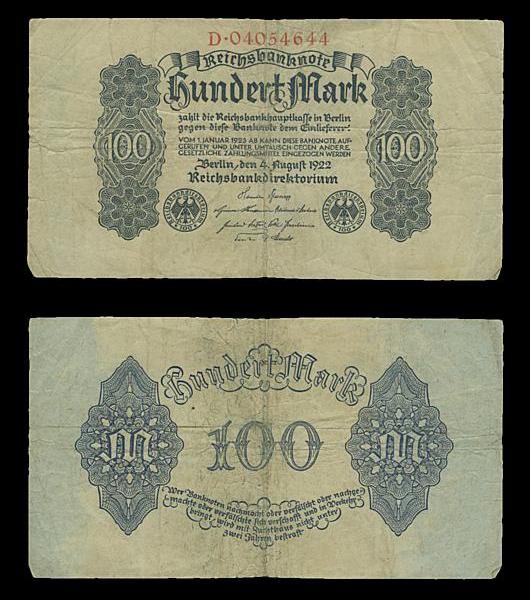 D·04054644
Reichsbanknote
Hundert Mark
zahlt die Reichsbankhauptkasse in Berlin
gegen diese Banknote dem Einlieferer.
VOM 1. JANUAR 1923 AB KANN DIESE BANKNOTE AUF-
GERUFEN UND UNTER UMTAUSCH GEGEN ANDERE
GESETZLICHE ZAHLUNGSMITTEL EINGEZOGEN WERDEN
100
100
Berlin, den 4. August 1922
Reichsbankdirektorium
100
100
Hundert Mark
M
100
M
Wer Banknoten nachmacht oder verfälscht oder nachge-
machte oder verfälschte sich verschafft und in Verkehr
bringt, wird mit Zuchthaus nicht unter
zwei Jahren bestraft